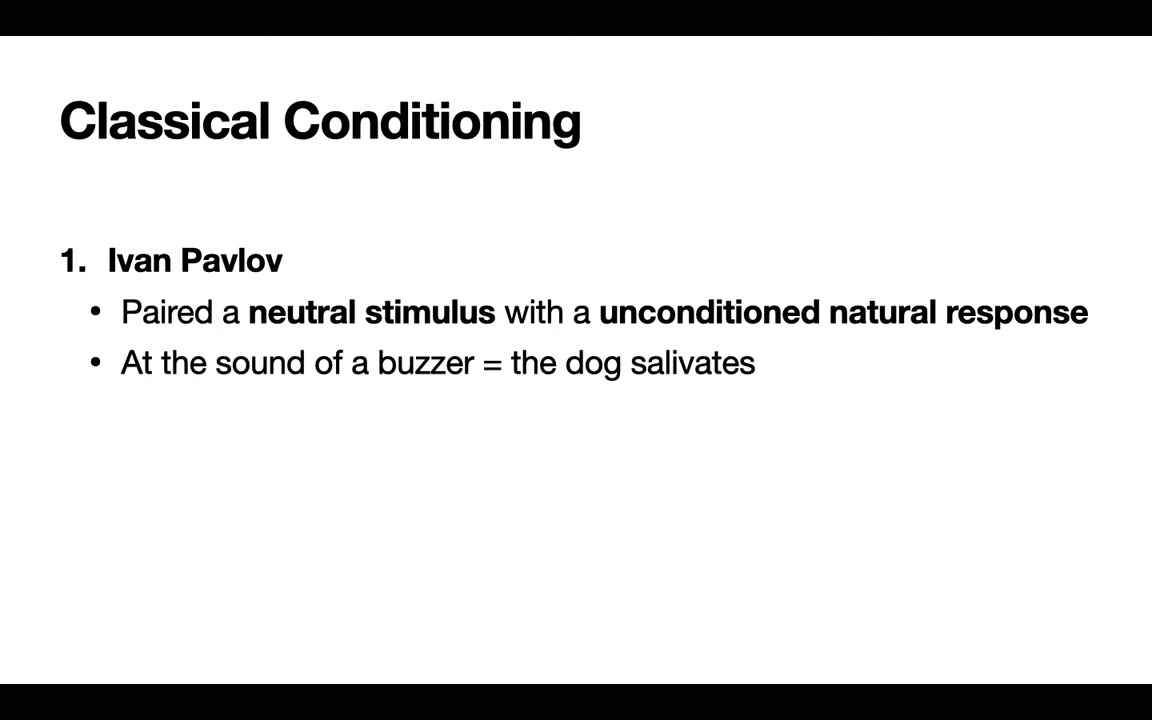 Classical Conditioning
1. Ivan Pavlov
• Paired a neutral stimulus with a unconditioned natural response
• At the sound of a buzzer = the dog salivates